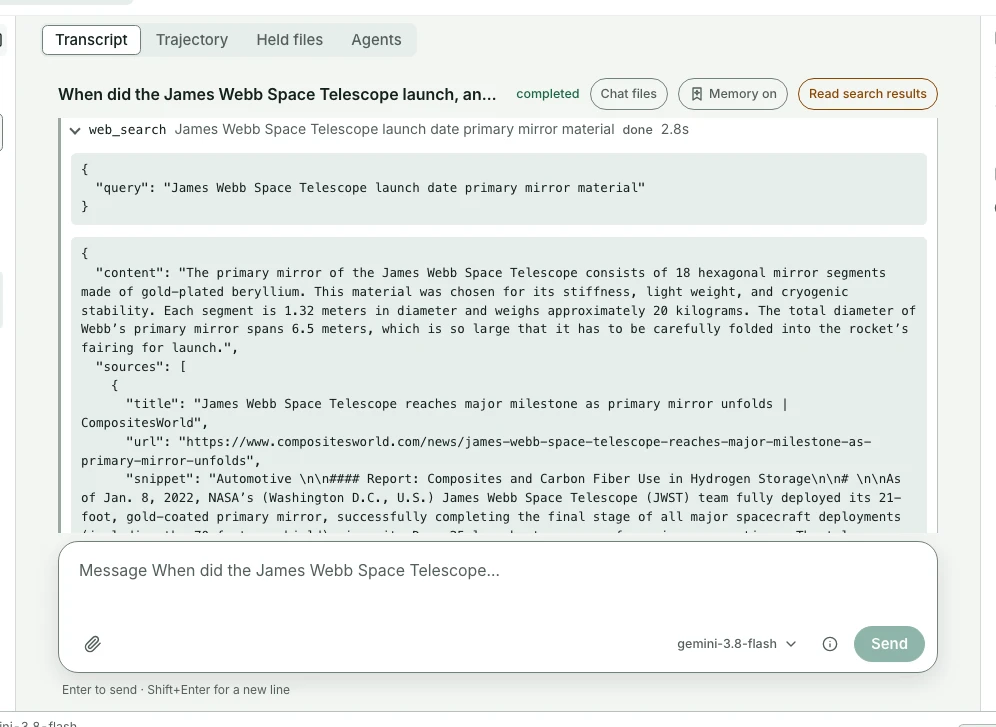 Transcript Trajectory Held files Agents
When did the James Webb Space Telescope launch, an... completed Chat files Memory on Read search results
web_search James Webb Space Telescope launch date primary mirror material done 2.8s
{
"query": "James Webb Space Telescope launch date primary mirror material"
}
{
"content": "The primary mirror of the James Webb Space Telescope consists of 18 hexagonal mirror segments
made of gold-plated beryllium. This material was chosen for its stiffness, light weight, and cryogenic
stability. Each segment is 1.32 meters in diameter and weighs approximately 20 kilograms. The total diameter of
Webb's primary mirror spans 6.5 meters, which is so large that it has to be carefully folded into the rocket's
fairing for launch.",
"sources": [
{
"title": "James Webb Space Telescope reaches major milestone as primary mirror unfolds |
CompositesWorld",
"url": "https://www.compositesworld.com/news/james-webb-space-telescope-reaches-major-milestone-as-
primary-mirror-unfolds",
"snippet": "Automotive \n\n#### Report: Composites and Carbon Fiber Use in Hydrogen Storage\n\n# \n\nAs
of Jan. 8, 2022, NASA's (Washington D.C., U.S.) James Webb Space Telescope (JWST) team fully deployed its 21-
foot, gold-coated primary mirror, successfully completing the final stage of all major spacecraft deployments
Message When did the James Webb Space Telescope...
gemini-3.8-flash Send
Enter to send · Shift+Enter for a new line